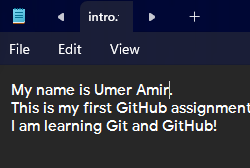 intro.
File Edit View
My name is Umer Amir.
This is my first GitHub assignment
I am learning Git and GitHub!